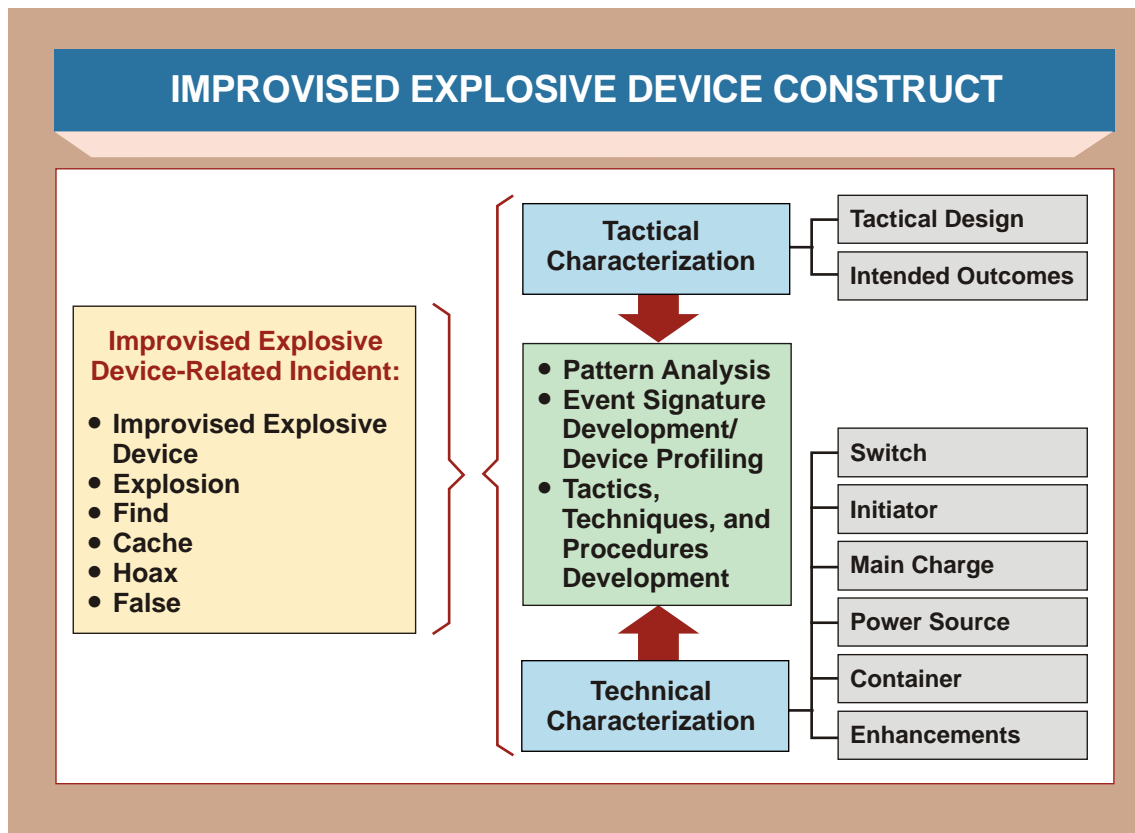 IMPROVISED EXPLOSIVE DEVICE CONSTRUCT
Improvised Explosive
Device-Related Incident:
• Improvised Explosive
Device
• Explosion
• Find
• Cache
• Hoax
• False
Tactical
Characterization
Tactical Design
Intended Outcomes
• Pattern Analysis
• Event Signature
Development/
Device Profiling
• Tactics,
Techniques, and
Procedures
Development
Technical
Characterization
Switch
Initiator
Main Charge
Power Source
Container
Enhancements